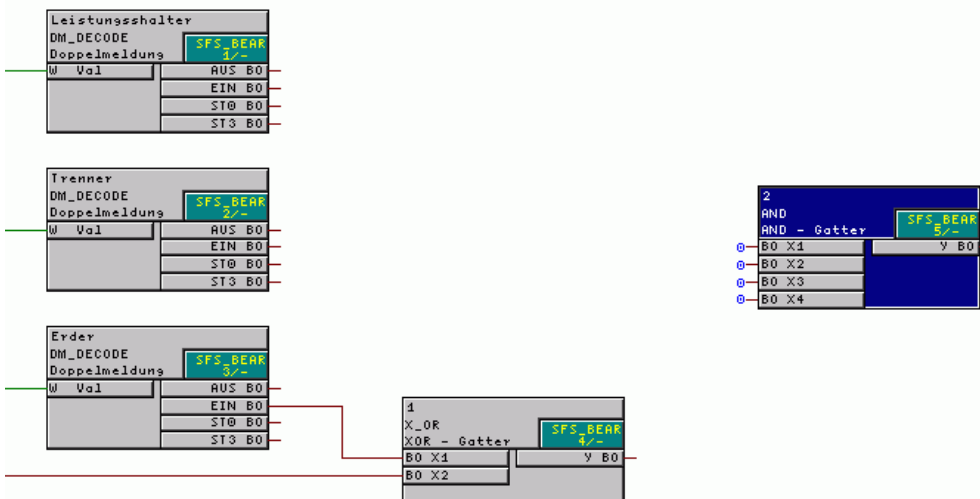 Leistungsshalter
DM_DECODE
Doppelmeldung
SFS_BEAR
1/-
W Val
AUS BO
EIN BO
ST0 BO
ST3 BO
Trenner
DM_DECODE
Doppelmeldung
SFS_BEAR
2/-
W Val
AUS BO
EIN BO
ST0 BO
ST3 BO
2
AND
AND - Gatter
SFS_BEAR
5/-
0 BO X1
Y BO
0 BO X2
0 BO X3
0 BO X4
Erder
DM_DECODE
Doppelmeldung
SFS_BEAR
3/-
W Val
AUS BO
EIN BO
ST0 BO
ST3 BO
1
X_OR
XOR - Gatter
SFS_BEAR
4/-
BO X1
Y BO
BO X2